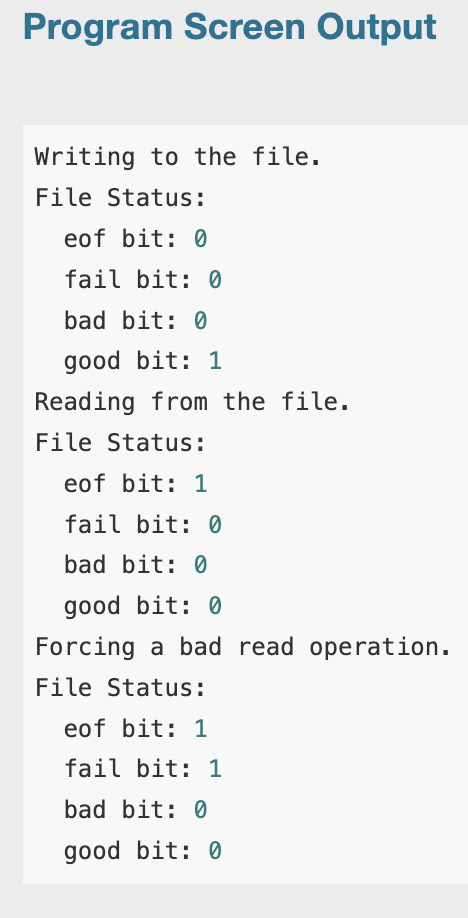 Program Screen Output
Writing to the file.
File Status:
  eof bit: 0
  fail bit: 0
  bad bit: 0
  good bit: 1
Reading from the file.
File Status:
  eof bit: 1
  fail bit: 0
  bad bit: 0
  good bit: 0
Forcing a bad read operation.
File Status:
  eof bit: 1
  fail bit: 1
  bad bit: 0
  good bit: 0